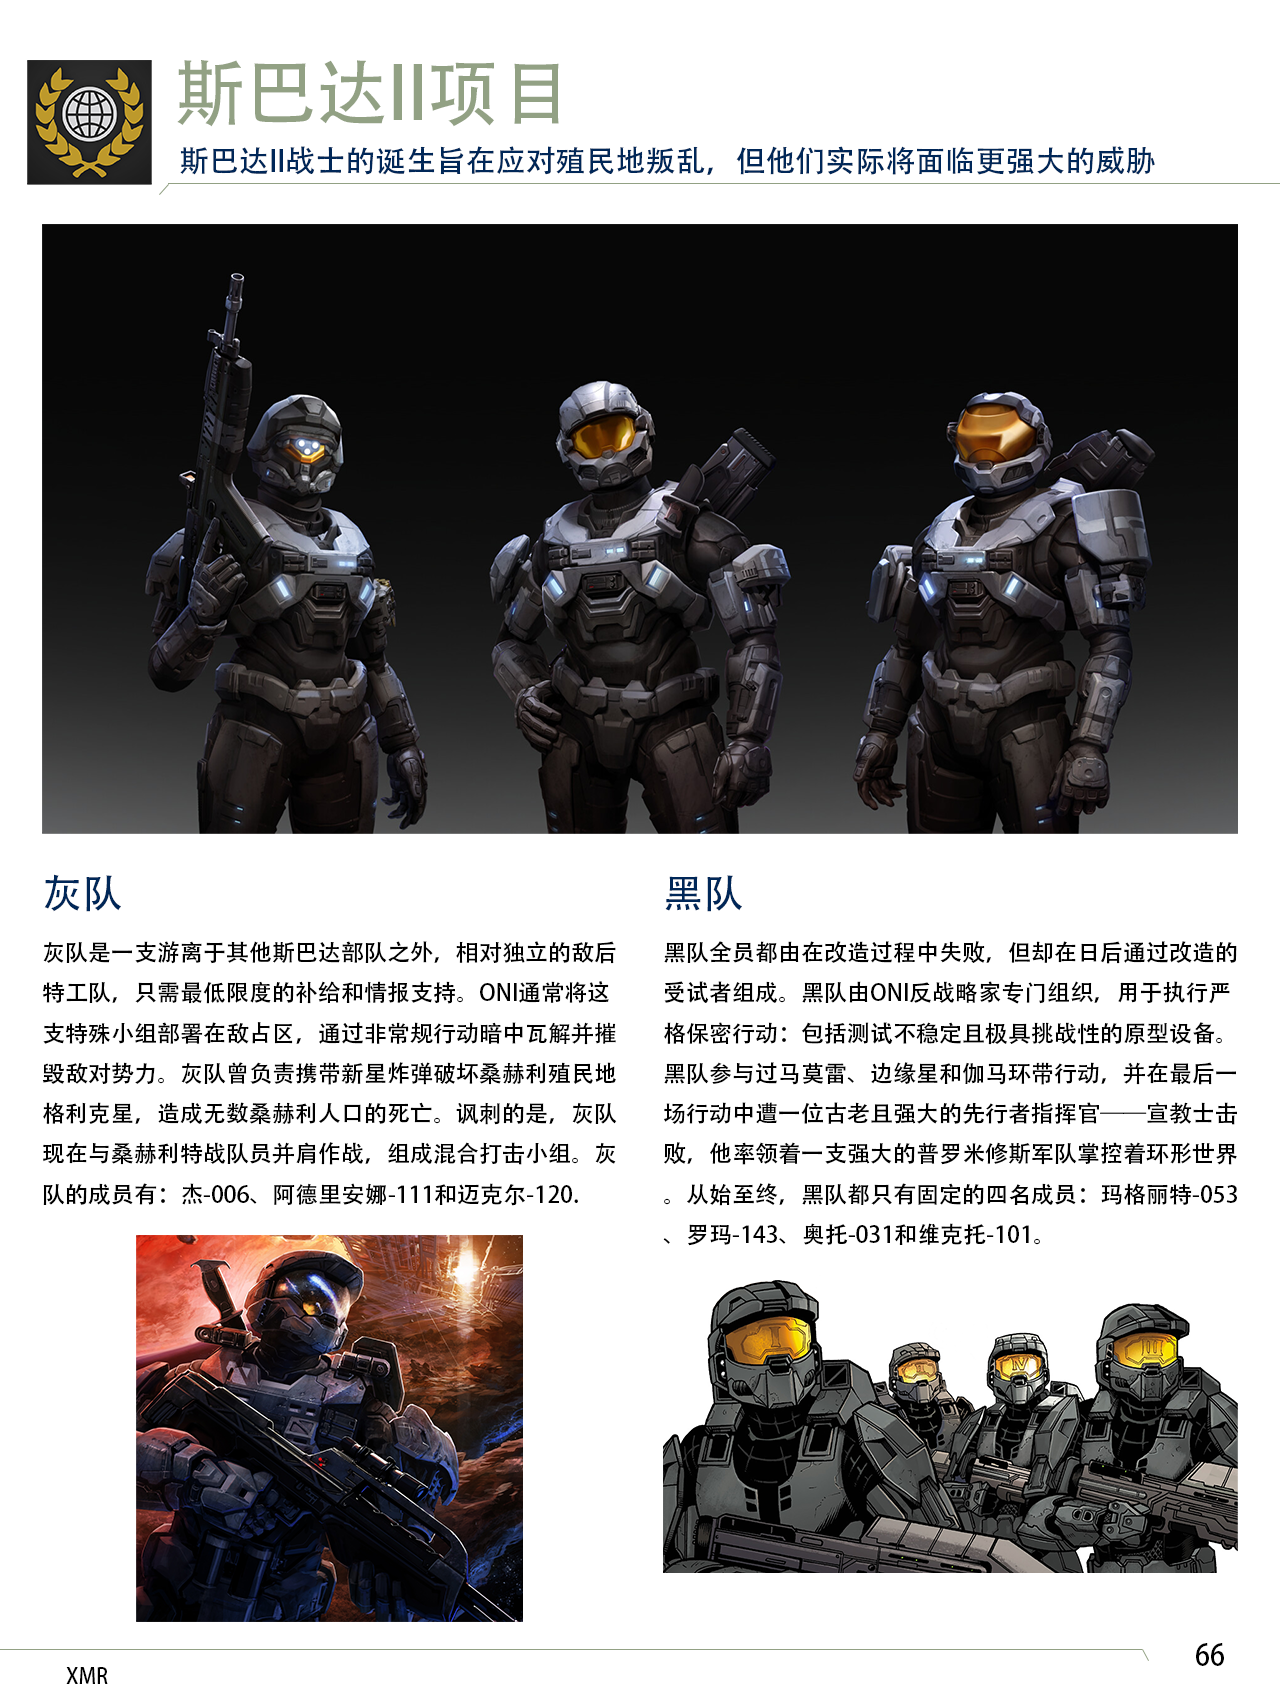 斯巴达II项目
斯巴达II战士的诞生旨在应对殖民地叛乱，但他们实际将面临更强大的威胁
灰队
灰队是一支游离于其他斯巴达部队之外，相对独立的敌后
特工队，只需最低限度的补给和情报支持。ONI通常将这
支特殊小组部署在敌占区，通过非常规行动暗中瓦解并摧
毁敌对势力。灰队曾负责携带新星炸弹破坏桑赫利殖民地
格利克星，造成无数桑赫利人口的死亡。讽刺的是，灰队
现在与桑赫利特战队员并肩作战，组成混合打击小组。灰
队的成员有：杰-006、阿德里安娜-111和迈克尔-120.
黑队
黑队全员都由在改造过程中失败，但却在日后通过改造的
受试者组成。黑队由ONI反战略家专门组织，用于执行严
格保密行动：包括测试不稳定且极具挑战性的原型设备。
黑队参与过马莫雷、边缘星和伽马环带行动，并在最后一
场行动中遭一位古老且强大的先行者指挥官——宣教士击
败，他率领着一支强大的普罗米修斯军队掌控着环形世界
。从始至终，黑队都只有固定的四名成员：玛格丽特-053
、罗玛-143、奥托-031和维克托-101。
I
II
IV
III
66
XMR